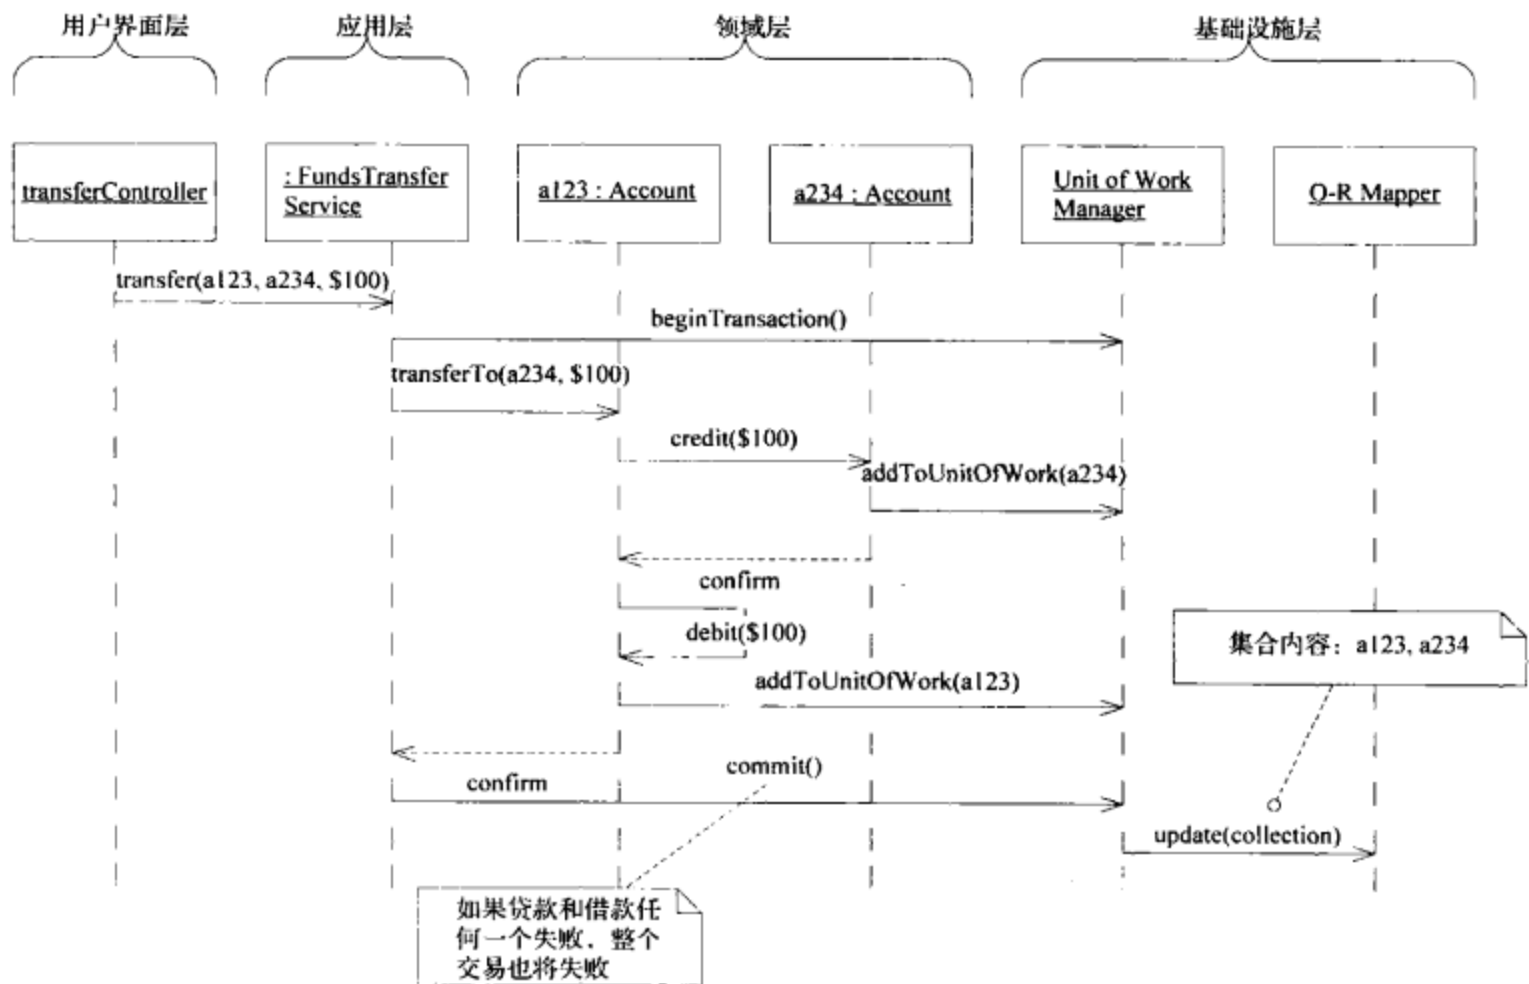 用户界面层
应用层
领域层
基础设施层
transferController
: FundsTransfer
Service
a123 : Account
a234 : Account
Unit of Work
Manager
O-R Mapper
transfer(a123, a234, $100)
beginTransaction()
transferTo(a234, $100)
credit($100)
addToUnitOfWork(a234)
confirm
debit($100)
集合内容：a123, a234
addToUnitOfWork(a123)
commit()
confirm
update(collection)
如果贷款和借款任
何一个失败，整个
交易也将失败